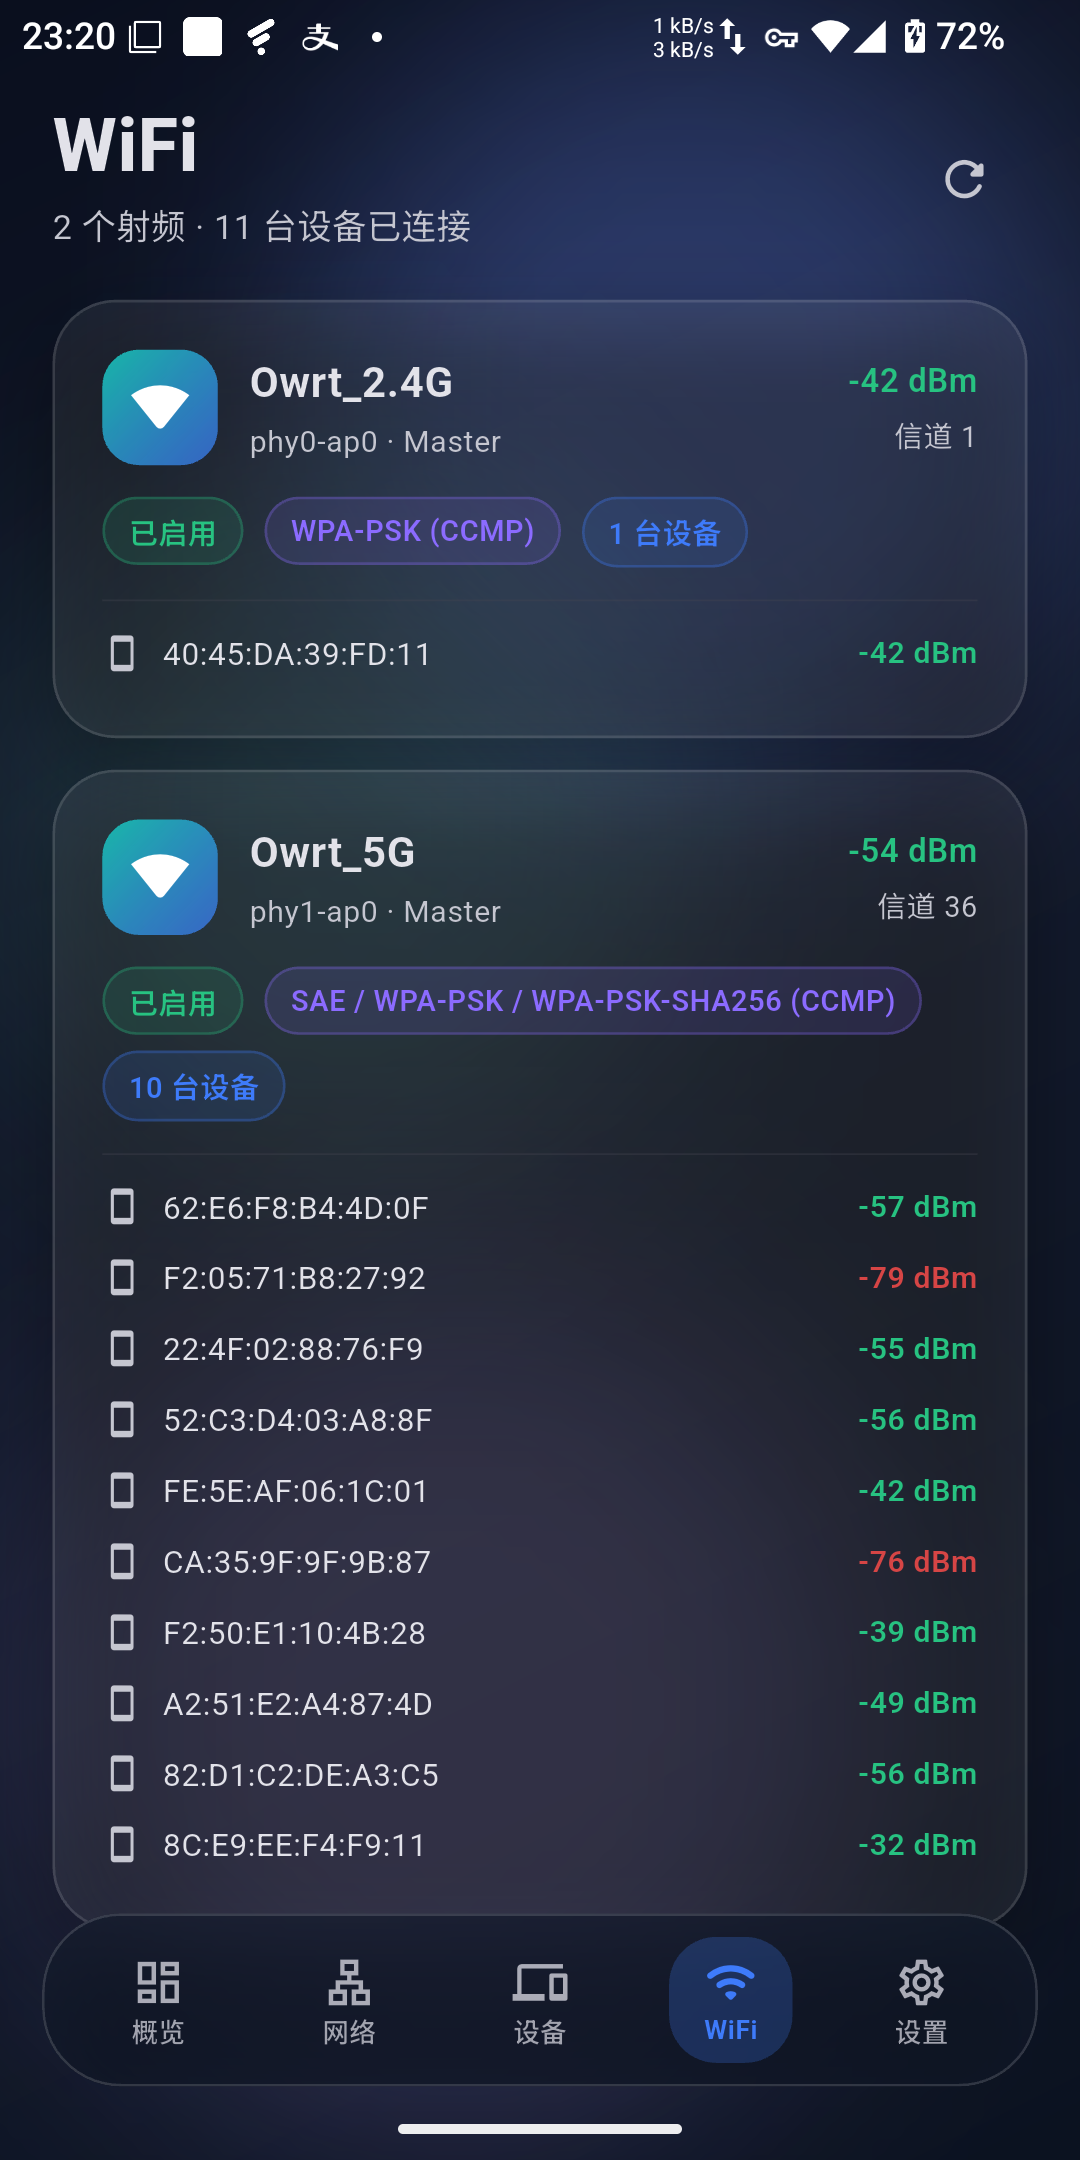 23:20
1 kB/s
3 kB/s
72%
WiFi
2 个射频 · 11 台设备已连接
Owrt_2.4G
-42 dBm
phy0-ap0 · Master
信道 1
已启用
WPA-PSK (CCMP)
1 台设备
40:45:DA:39:FD:11
-42 dBm
Owrt_5G
-54 dBm
phy1-ap0 · Master
信道 36
已启用
SAE / WPA-PSK / WPA-PSK-SHA256 (CCMP)
10 台设备
62:E6:F8:B4:4D:0F
-57 dBm
F2:05:71:B8:27:92
-79 dBm
22:4F:02:88:76:F9
-55 dBm
52:C3:D4:03:A8:8F
-56 dBm
FE:5E:AF:06:1C:01
-42 dBm
CA:35:9F:9F:9B:87
-76 dBm
F2:50:E1:10:4B:28
-39 dBm
A2:51:E2:A4:87:4D
-49 dBm
82:D1:C2:DE:A3:C5
-56 dBm
8C:E9:EE:F4:F9:11
-32 dBm
概览
网络
设备
WiFi
设置